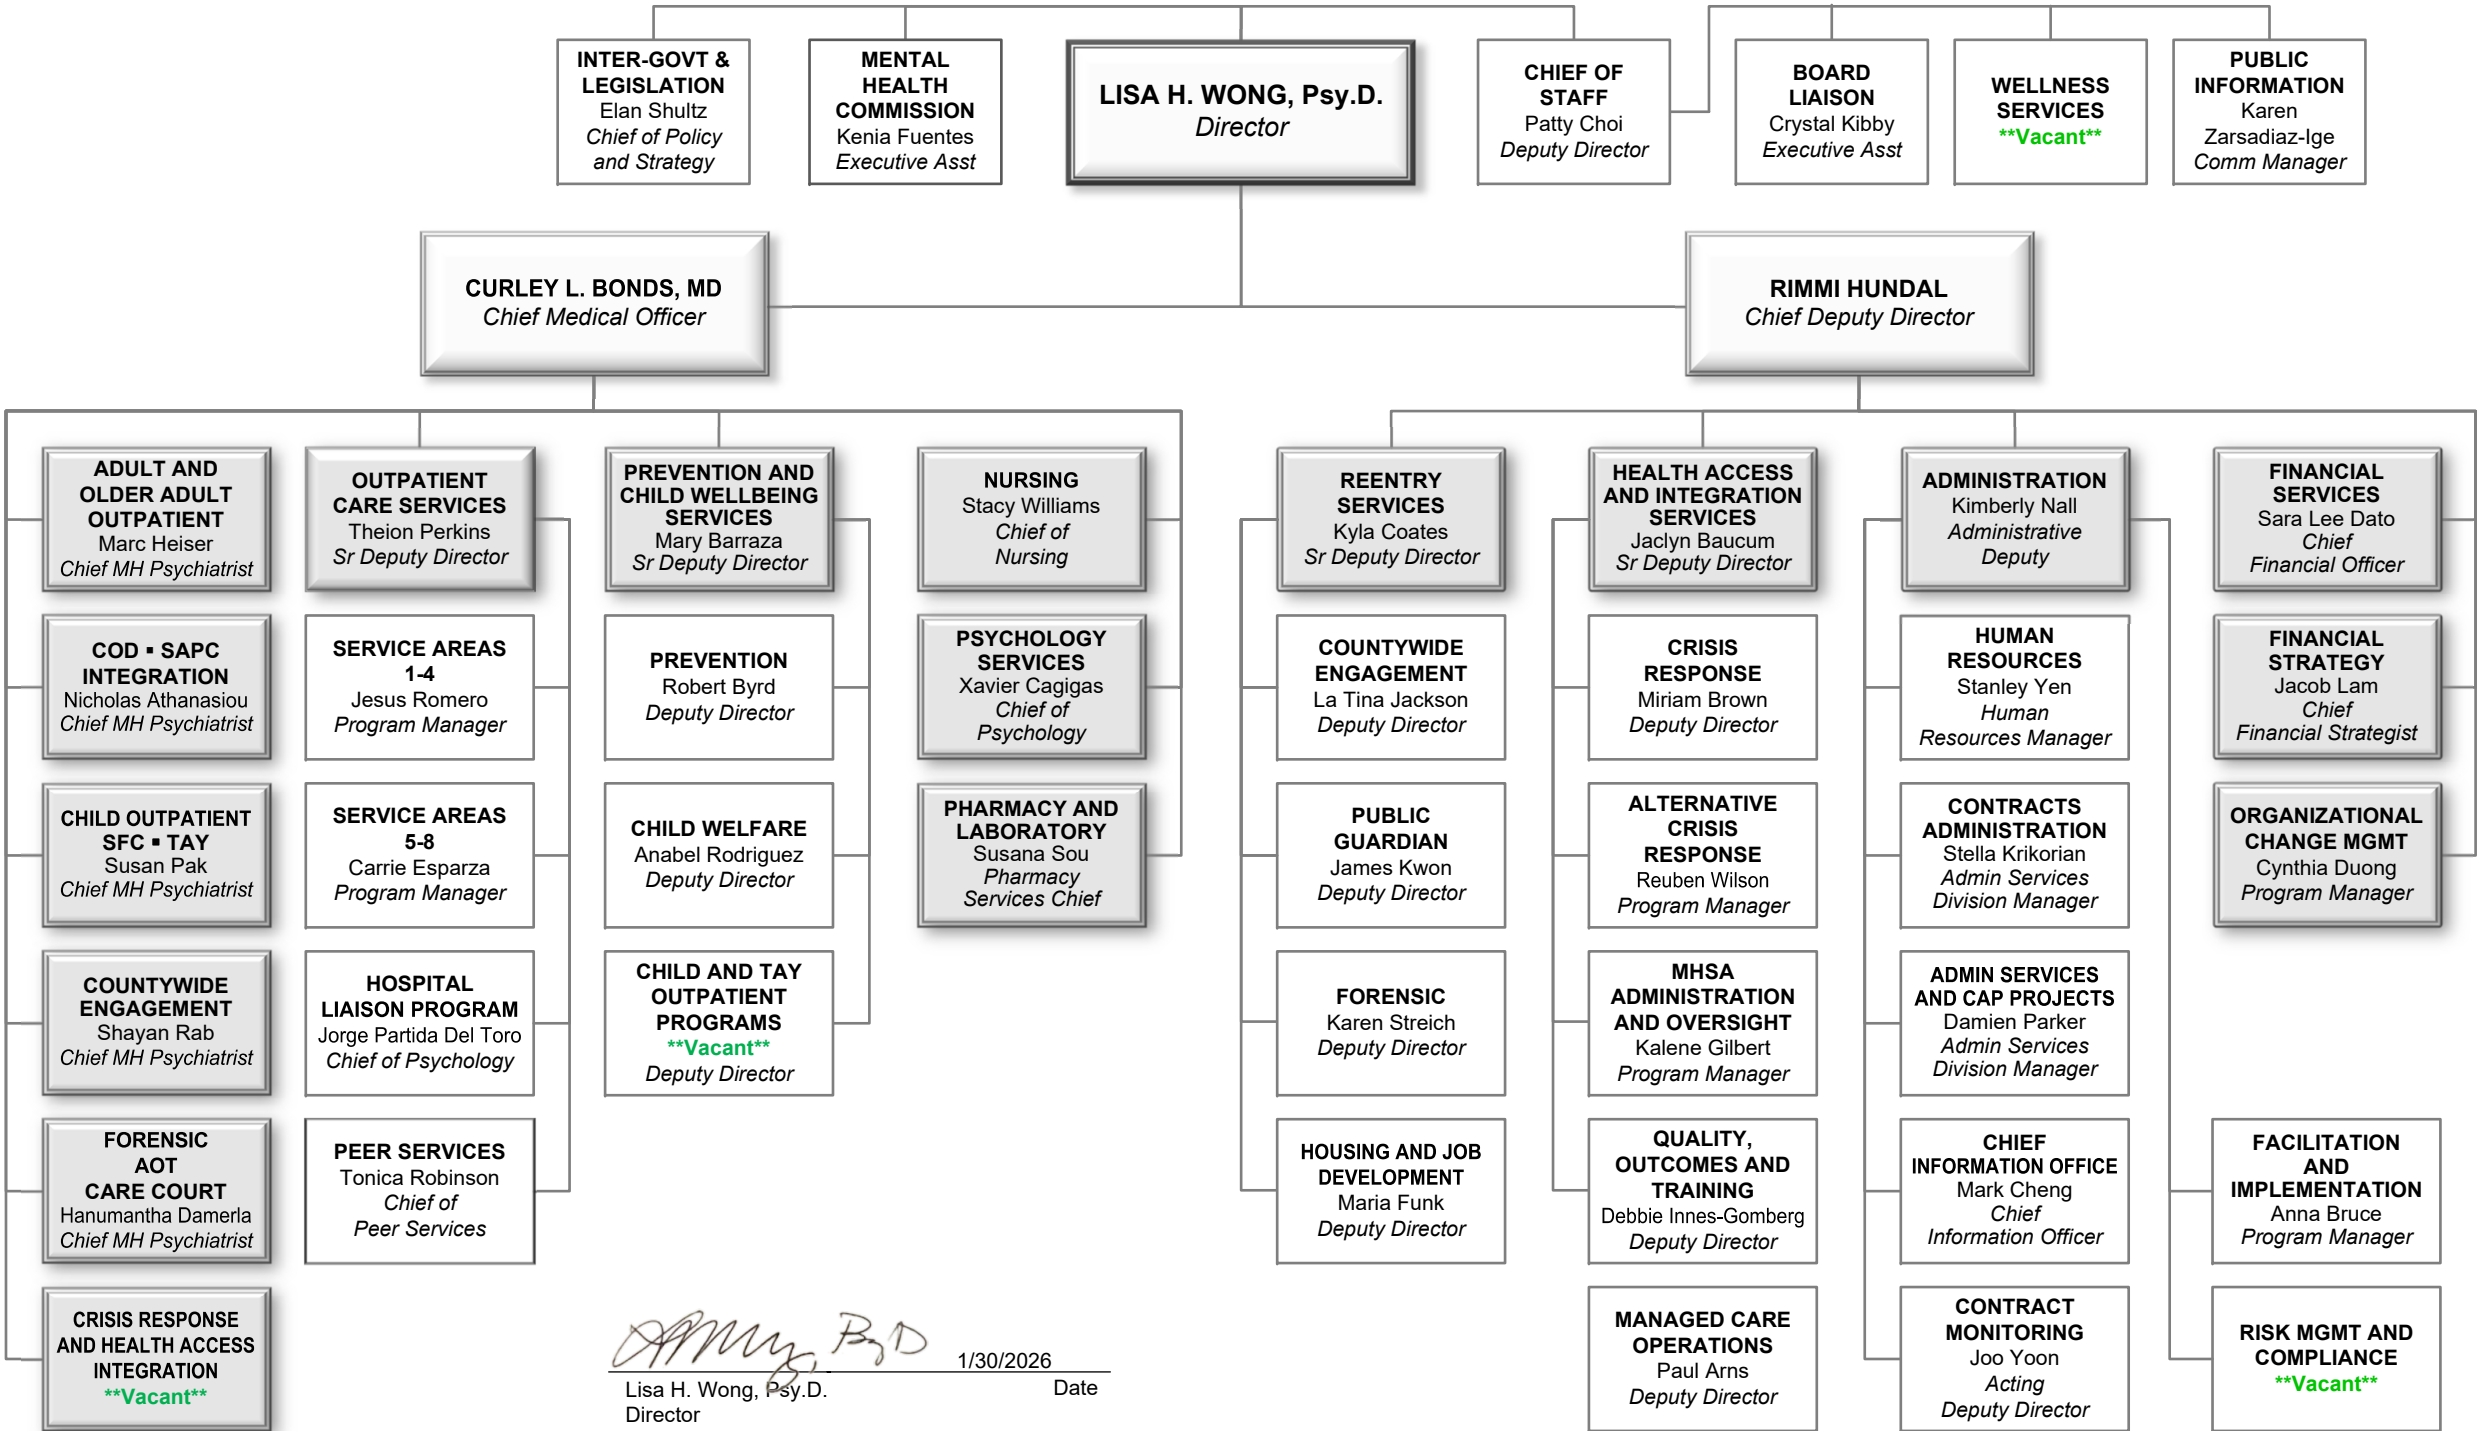 INTER-GOVT &
LEGISLATION
Elan Shultz
Chief of Policy
and Strategy
MENTAL
HEALTH
COMMISSION
Kenia Fuentes
Executive Asst
LISA H. WONG, Psy.D.
Director
CHIEF OF
STAFF
Patty Choi
Deputy Director
BOARD
LIAISON
Crystal Kibby
Executive Asst
WELLNESS
SERVICES
**Vacant**
PUBLIC
INFORMATION
Karen
Zarsadiaz-Ige
Comm Manager
CURLEY L. BONDS, MD
Chief Medical Officer
RIMMI HUNDAL
Chief Deputy Director
ADULT AND
OLDER ADULT
OUTPATIENT
Marc Heiser
Chief MH Psychiatrist
OUTPATIENT
CARE SERVICES
Theion Perkins
Sr Deputy Director
PREVENTION AND
CHILD WELLBEING
SERVICES
Mary Barraza
Sr Deputy Director
NURSING
Stacy Williams
Chief of
Nursing
REENTRY
SERVICES
Kyla Coates
Sr Deputy Director
HEALTH ACCESS
AND INTEGRATION
SERVICES
Jaclyn Baucum
Sr Deputy Director
ADMINISTRATION
Kimberly Nall
Administrative
Deputy
FINANCIAL
SERVICES
Sara Lee Dato
Chief
Financial Officer
COD ▪ SAPC
INTEGRATION
Nicholas Athanasiou
Chief MH Psychiatrist
SERVICE AREAS
1-4
Jesus Romero
Program Manager
PREVENTION
Robert Byrd
Deputy Director
PSYCHOLOGY
SERVICES
Xavier Cagigas
Chief of
Psychology
COUNTYWIDE
ENGAGEMENT
La Tina Jackson
Deputy Director
CRISIS
RESPONSE
Miriam Brown
Deputy Director
HUMAN
RESOURCES
Stanley Yen
Human
Resources Manager
FINANCIAL
STRATEGY
Jacob Lam
Chief
Financial Strategist
CHILD OUTPATIENT
SFC ▪ TAY
Susan Pak
Chief MH Psychiatrist
SERVICE AREAS
5-8
Carrie Esparza
Program Manager
CHILD WELFARE
Anabel Rodriguez
Deputy Director
PHARMACY AND
LABORATORY
Susana Sou
Pharmacy
Services Chief
PUBLIC
GUARDIAN
James Kwon
Deputy Director
ALTERNATIVE
CRISIS
RESPONSE
Reuben Wilson
Program Manager
CONTRACTS
ADMINISTRATION
Stella Krikorian
Admin Services
Division Manager
ORGANIZATIONAL
CHANGE MGMT
Cynthia Duong
Program Manager
COUNTYWIDE
ENGAGEMENT
Shayan Rab
Chief MH Psychiatrist
HOSPITAL
LIAISON PROGRAM
Jorge Partida Del Toro
Chief of Psychology
CHILD AND TAY
OUTPATIENT
PROGRAMS
**Vacant**
Deputy Director
FORENSIC
Karen Streich
Deputy Director
MHSA
ADMINISTRATION
AND OVERSIGHT
Kalene Gilbert
Program Manager
ADMIN SERVICES
AND CAP PROJECTS
Damien Parker
Admin Services
Division Manager
FORENSIC
AOT
CARE COURT
Hanumantha Damerla
Chief MH Psychiatrist
PEER SERVICES
Tonica Robinson
Chief of
Peer Services
HOUSING AND JOB
DEVELOPMENT
Maria Funk
Deputy Director
QUALITY,
OUTCOMES AND
TRAINING
Debbie Innes-Gomberg
Deputy Director
CHIEF
INFORMATION OFFICE
Mark Cheng
Chief
Information Officer
FACILITATION
AND
IMPLEMENTATION
Anna Bruce
Program Manager
CRISIS RESPONSE
AND HEALTH ACCESS
INTEGRATION
**Vacant**
MANAGED CARE
OPERATIONS
Paul Arns
Deputy Director
CONTRACT
MONITORING
Joo Yoon
Acting
Deputy Director
RISK MGMT AND
COMPLIANCE
**Vacant**
1/30/2026
Lisa H. Wong, Psy.D. Date
Director